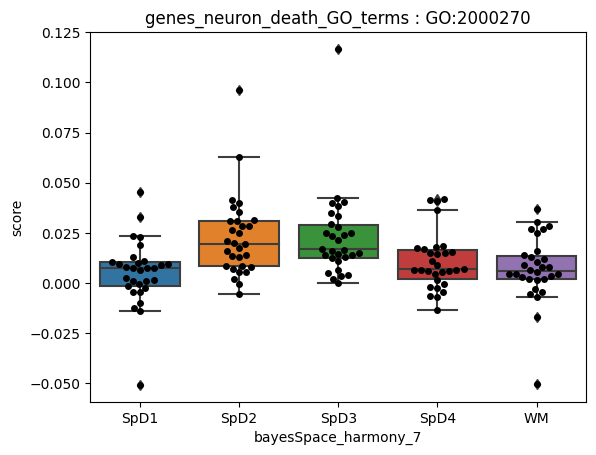 genes_neuron_death_GO_terms : GO:2000270
0.125
0.100
0.075
0.050
0.025
0.000
−0.025
−0.050
score
SpD1 SpD2 SpD3 SpD4 WM
bayesSpace_harmony_7